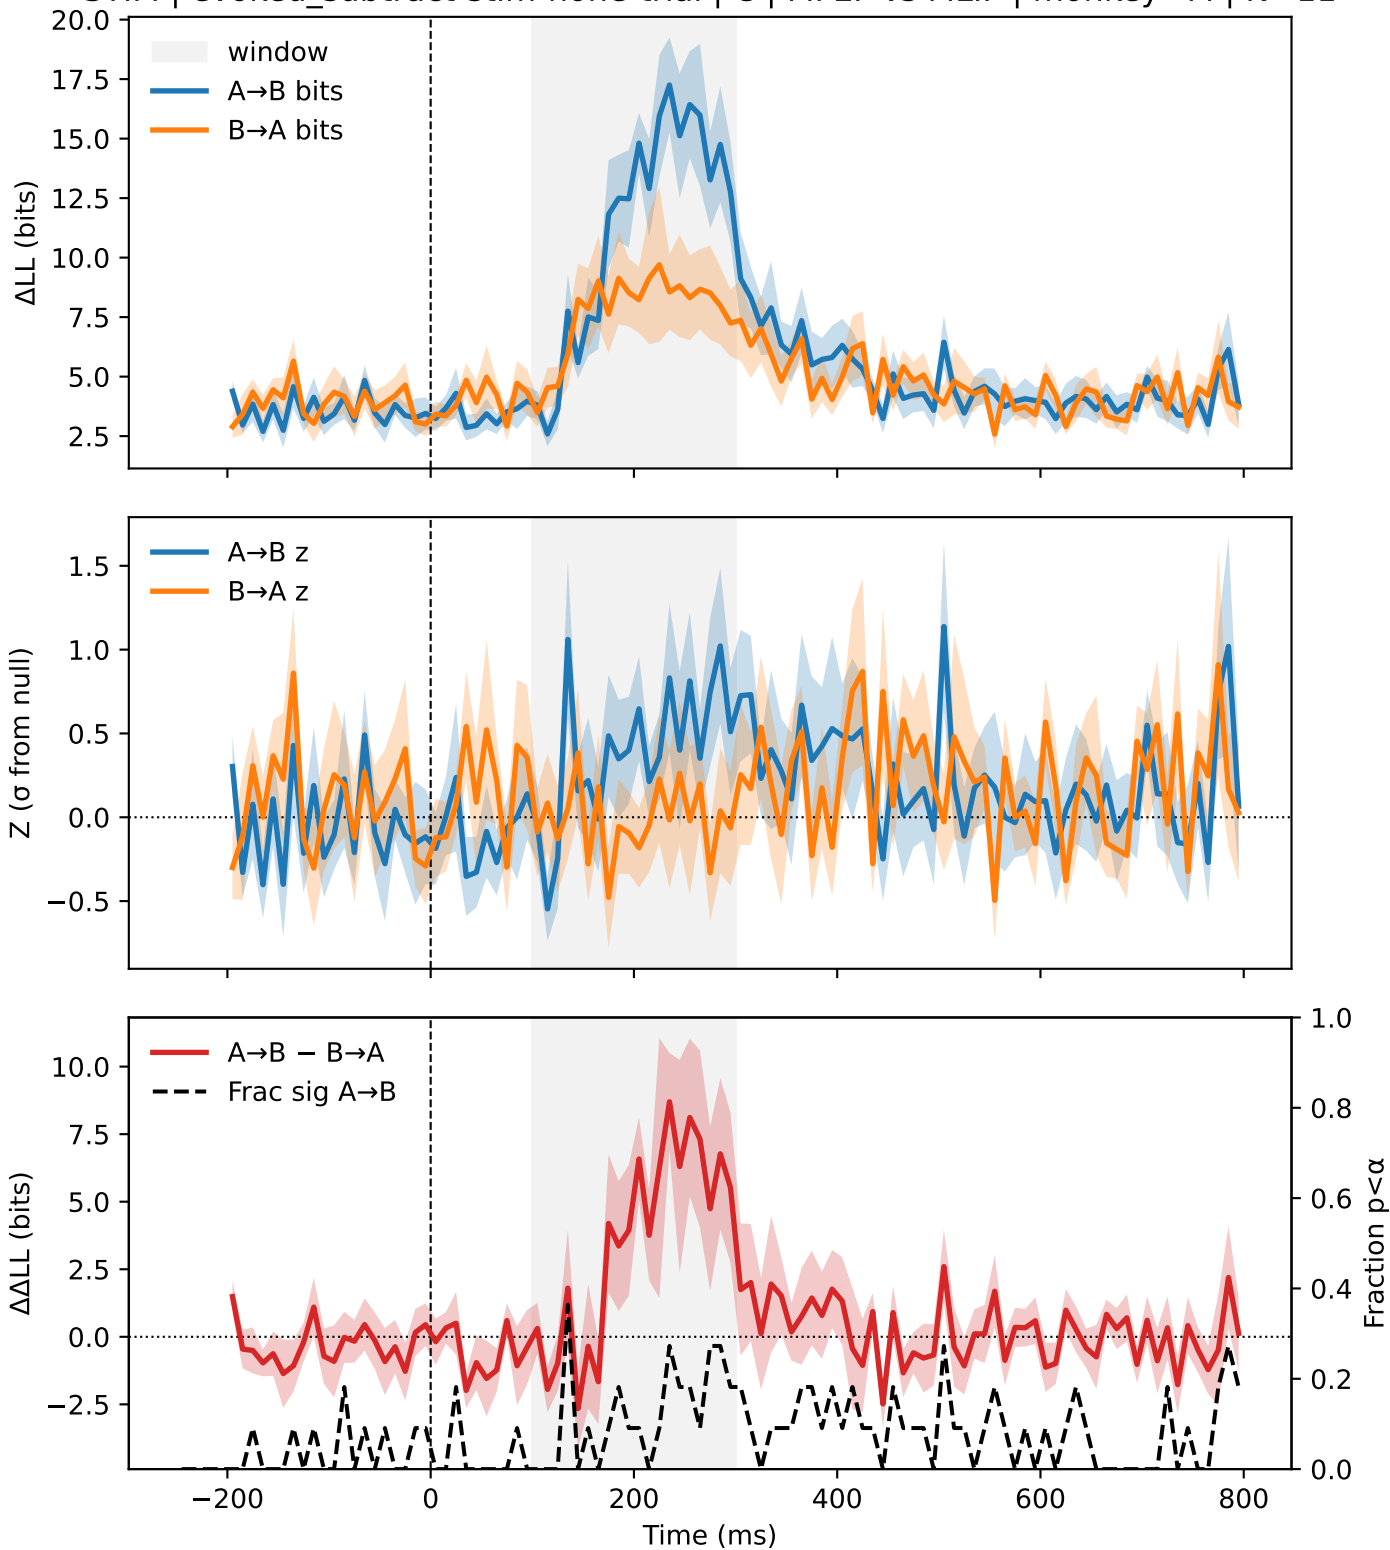 20.0
17.5
15.0
12.5
10.0
7.5
5.0
2.5
ΔLL (bits)
window
A→B bits
B→A bits
1.5
1.0
0.5
0.0
−0.5
Z (σ from null)
A→B z
B→A z
10.0
7.5
5.0
2.5
0.0
−2.5
ΔΔLL (bits)
A→B − B→A
Frac sig A→B
1.0
0.8
0.6
0.4
0.2
0.0
Fraction p<α
−200
0
200
400
600
800
Time (ms)